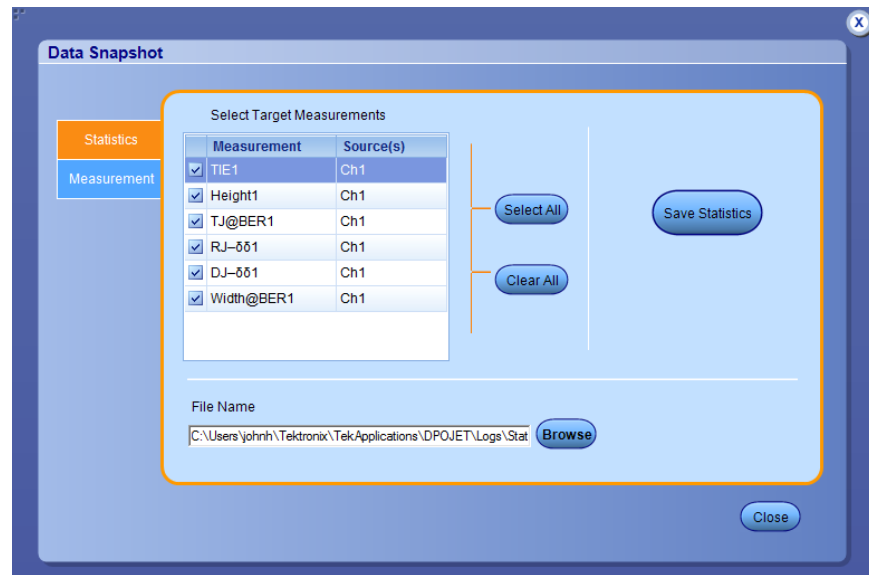 X
Data Snapshot
Statistics
Measurement
Select Target Measurements
Measurement Source(s)
TIE1 Ch1
Height1 Ch1
TJ@BER1 Ch1
RJ–δδ1 Ch1
DJ–δδ1 Ch1
Width@BER1 Ch1
Select All
Clear All
Save Statistics
File Name
C:\Users\johnh\Tektronix\TekApplications\DPOJET\Logs\Stat Browse
Close